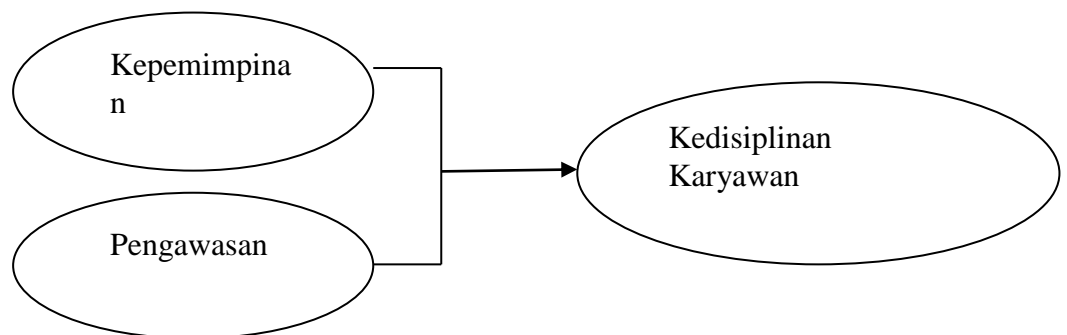 Kepemimpina
n
Pengawasan
Kedisiplinan
Karyawan